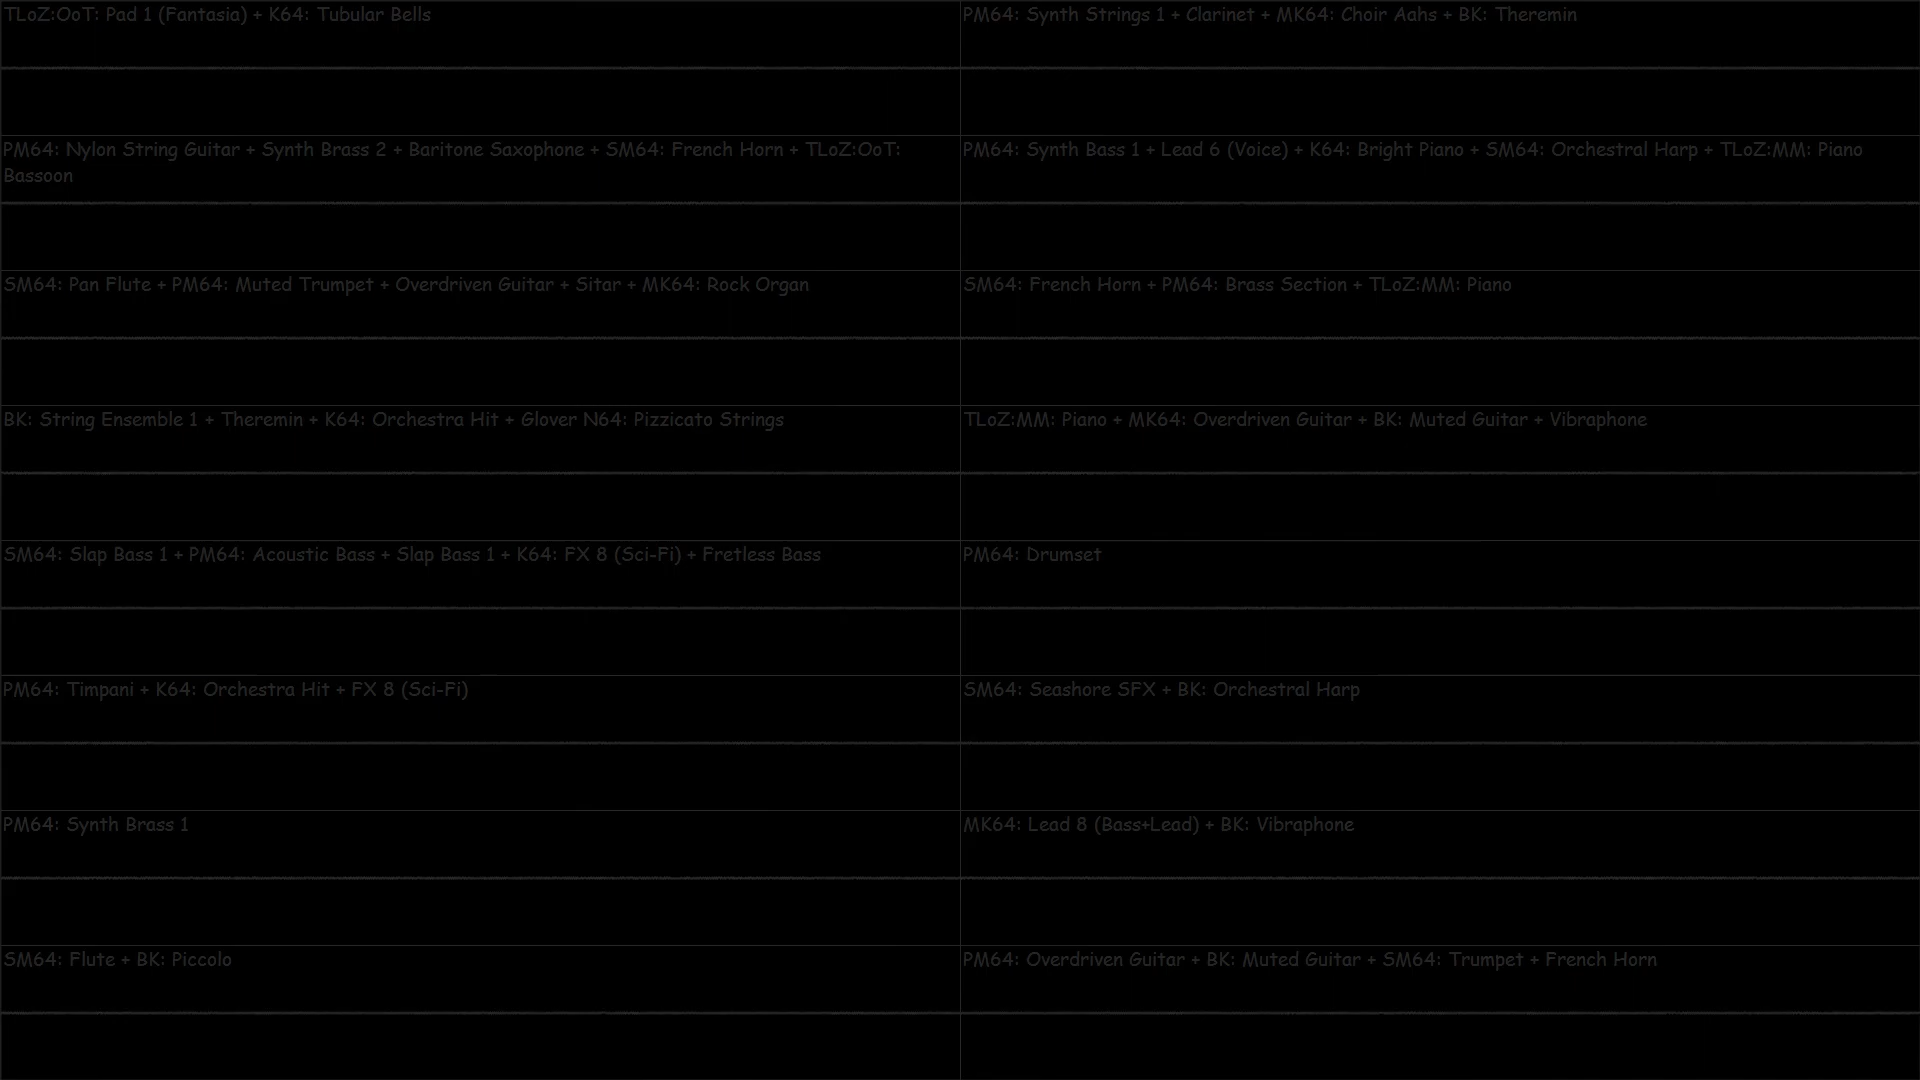 TLoZ:OoT: Pad 1 (Fantasia) + K64: Tubular Bells
PM64: Synth Strings 1 + Clarinet + MK64: Choir Aahs + BK: Theremin
PM64: Nylon String Guitar + Synth Brass 2 + Baritone Saxophone + SM64: French Horn + TLoZ:OoT:
Bassoon
PM64: Synth Bass 1 + Lead 6 (Voice) + K64: Bright Piano + SM64: Orchestral Harp + TLoZ:MM: Piano
SM64: Pan Flute + PM64: Muted Trumpet + Overdriven Guitar + Sitar + MK64: Rock Organ
SM64: French Horn + PM64: Brass Section + TLoZ:MM: Piano
BK: String Ensemble 1 + Theremin + K64: Orchestra Hit + Glover N64: Pizzicato Strings
TLoZ:MM: Piano + MK64: Overdriven Guitar + BK: Muted Guitar + Vibraphone
SM64: Slap Bass 1 + PM64: Acoustic Bass + Slap Bass 1 + K64: FX 8 (Sci-Fi) + Fretless Bass
PM64: Drumset
PM64: Timpani + K64: Orchestra Hit + FX 8 (Sci-Fi)
SM64: Seashore SFX + BK: Orchestral Harp
PM64: Synth Brass 1
MK64: Lead 8 (Bass+Lead) + BK: Vibraphone
SM64: Flute + BK: Piccolo
PM64: Overdriven Guitar + BK: Muted Guitar + SM64: Trumpet + French Horn